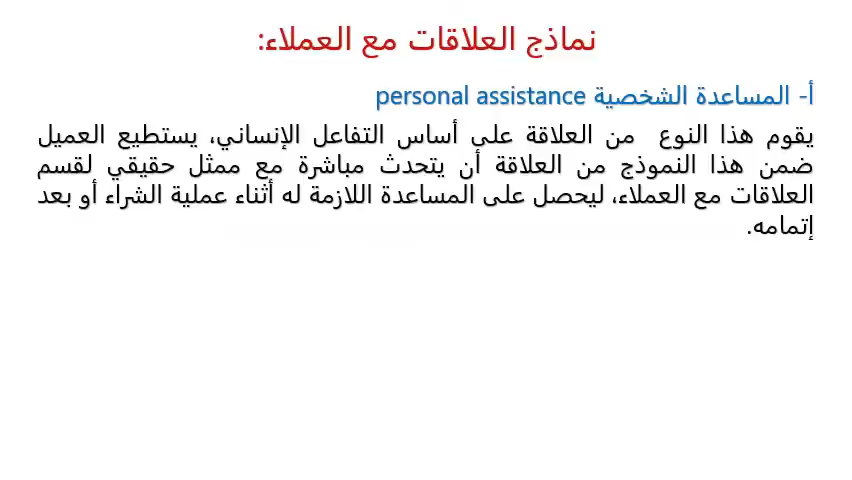 نماذج العلاقات مع العملاء:
أ- المساعدة الشخصية personal assistance
يقوم هذا النوع من العلاقة على أساس التفاعل الإنساني، يستطيع العميل
ضمن هذا النموذج من العلاقة أن يتحدث مباشرة مع ممثل حقيقي لقسم
العلاقات مع العملاء، ليحصل على المساعدة اللازمة له أثناء عملية الشراء أو بعد
إتمامه.